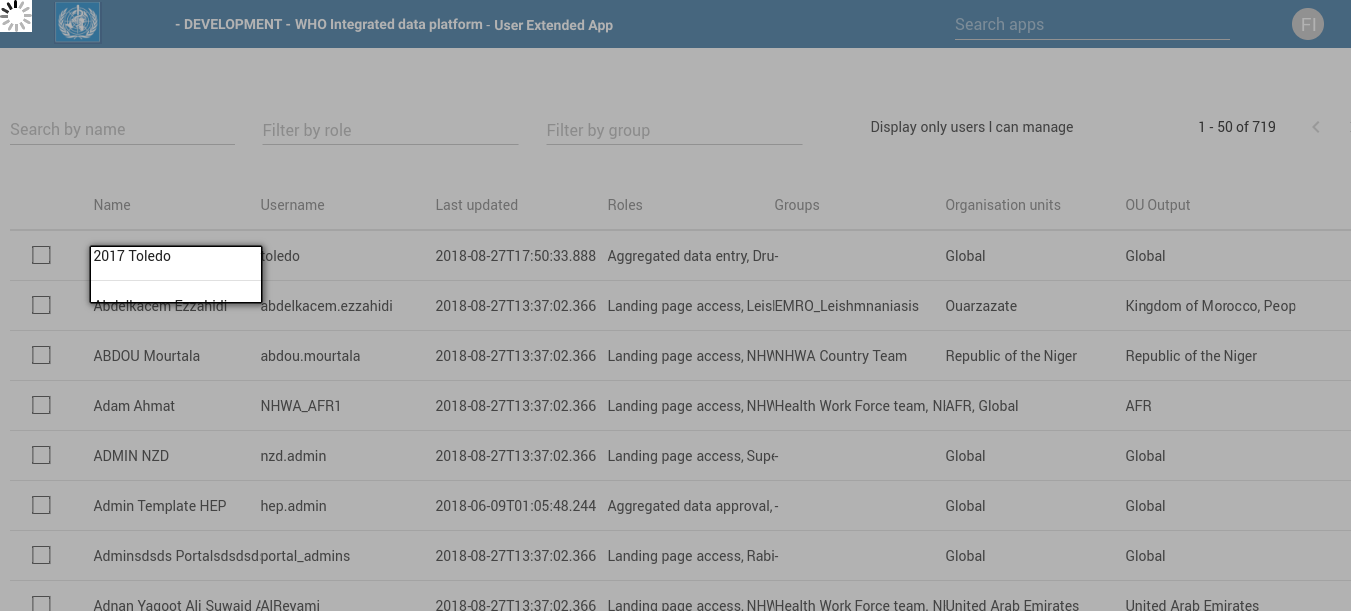 - DEVELOPMENT - WHO Integrated data platform - User Extended App
Search apps
FI
Search by name
Filter by role
Filter by group
Display only users I can manage
1 - 50 of 719
Name Username Last updated Roles Groups Organisation units OU Output
2017 Toledo toledo 2018-08-27T17:50:33.888 Aggregated data entry, Dru - Global Global
Abdelkacem Ezzahidi abdelkacem.ezzahidi 2018-08-27T13:37:02.366 Landing page access, Leis EMRO_Leishmnaniasis Ouarzazate Kingdom of Morocco, Peop
ABDOU Mourtala abdou.mourtala 2018-08-27T13:37:02.366 Landing page access, NHW NHWA Country Team Republic of the Niger Republic of the Niger
Adam Ahmat NHWA_AFR1 2018-08-27T13:37:02.366 Landing page access, NHW Health Work Force team, N AFR, Global AFR
ADMIN NZD nzd.admin 2018-08-27T13:37:02.366 Landing page access, Supe - Global Global
Admin Template HEP hep.admin 2018-06-09T01:05:48.244 Aggregated data approval, - Global Global
Adminsdsds Portalsdsdsd portal_admins 2018-08-27T13:37:02.366 Landing page access, Rabi - Global Global
Adnan Yaqoot Ali Suwaid AlReyami 2018-08-27T13:37:02.366 Landing page access, NHW Health Work Force team, N United Arab Emirates United Arab Emirates